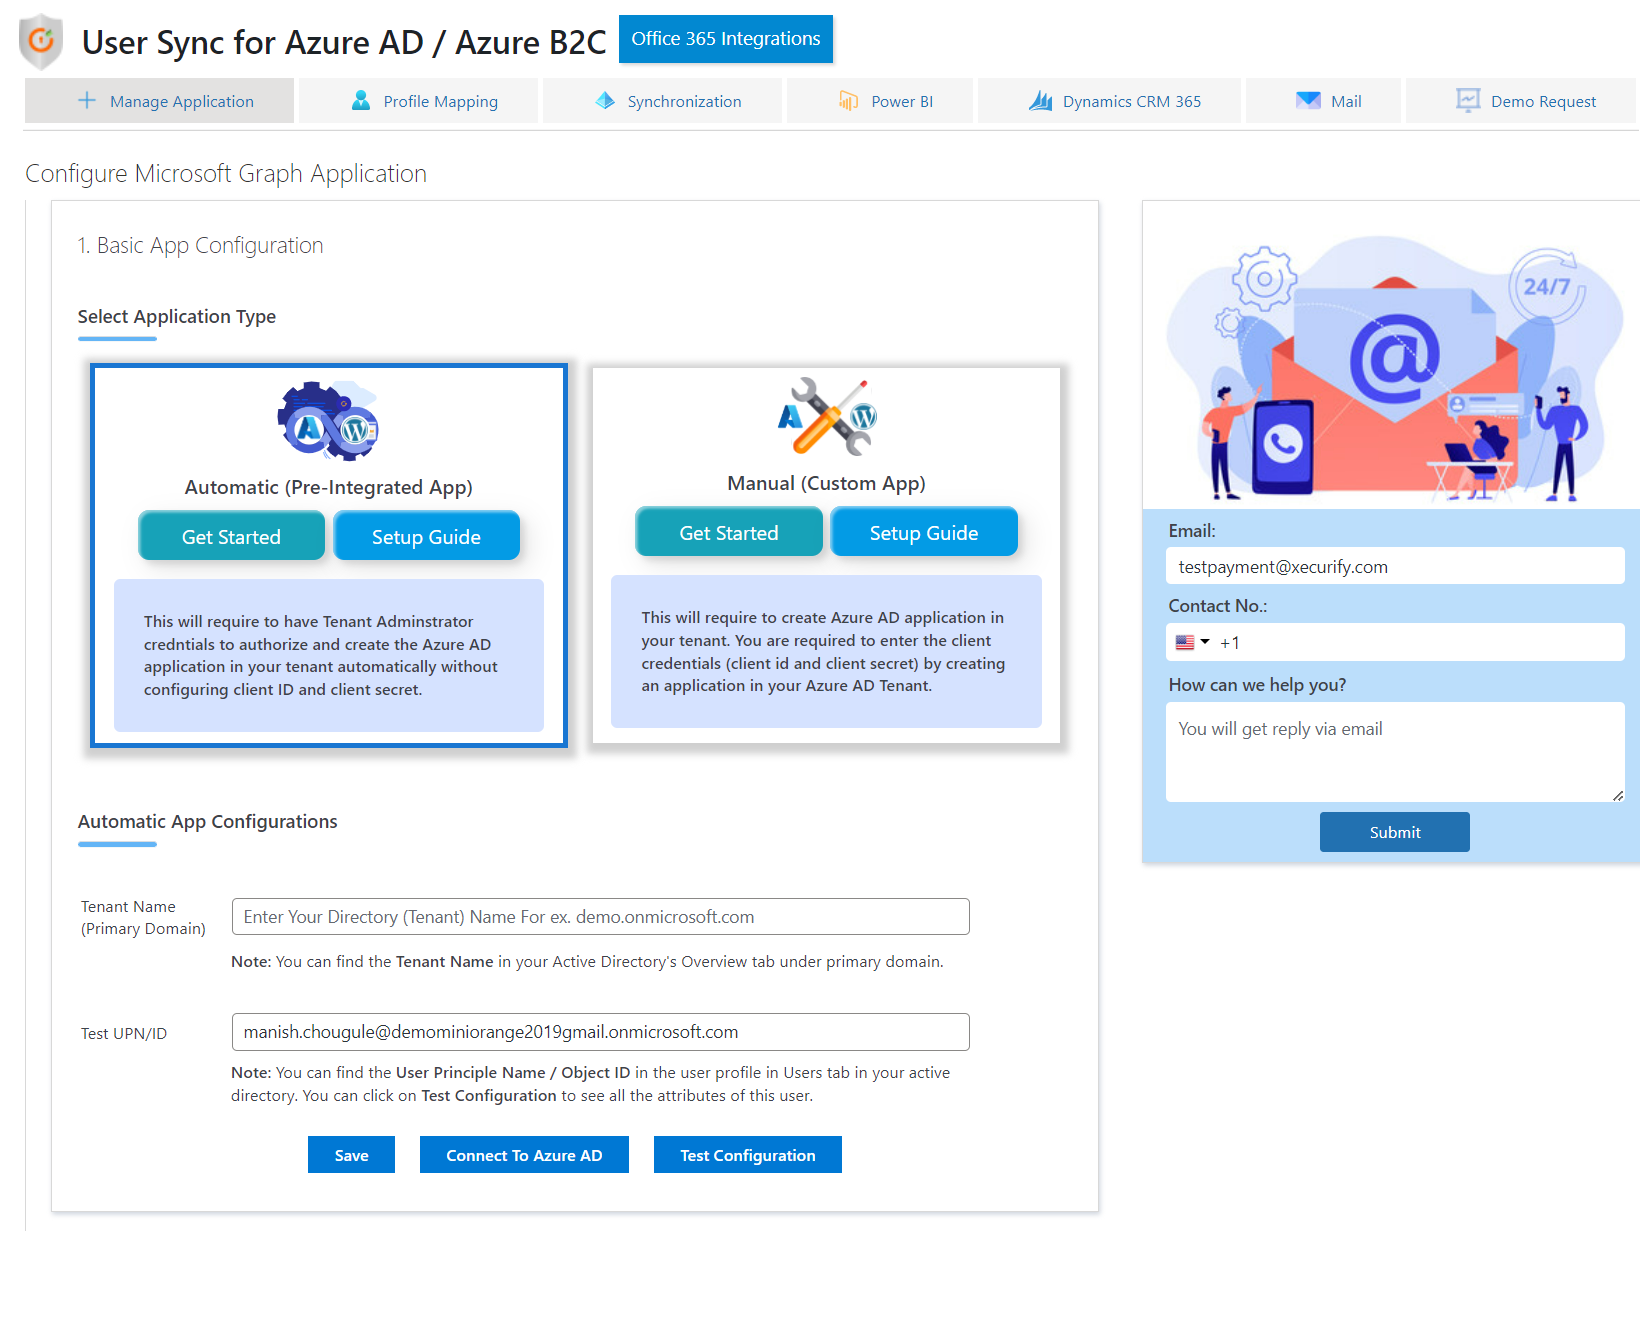 User Sync for Azure AD / Azure B2C
Office 365 Integrations
Manage Application
Profile Mapping
Synchronization
Power BI
Dynamics CRM 365
Mail
Demo Request
Configure Microsoft Graph Application
1. Basic App Configuration
Select Application Type
Automatic (Pre-Integrated App)
Get Started
Setup Guide
This will require to have Tenant Adminstrator
credntials to authorize and create the Azure AD
application in your tenant automatically without
configuring client ID and client secret.
Manual (Custom App)
Get Started
Setup Guide
This will require to create Azure AD application in
your tenant. You are required to enter the client
credentials (client id and client secret) by creating
an application in your Azure AD Tenant.
Automatic App Configurations
Tenant Name
(Primary Domain)
Enter Your Directory (Tenant) Name For ex. demo.onmicrosoft.com
Note: You can find the Tenant Name in your Active Directory's Overview tab under primary domain.
Test UPN/ID
manish.chougule@demominiorange2019gmail.onmicrosoft.com
Note: You can find the User Principle Name / Object ID in the user profile in Users tab in your active
directory. You can click on Test Configuration to see all the attributes of this user.
Save
Connect To Azure AD
Test Configuration
24/7
@
Email:
testpayment@xecurify.com
Contact No.:
+1
How can we help you?
You will get reply via email
Submit